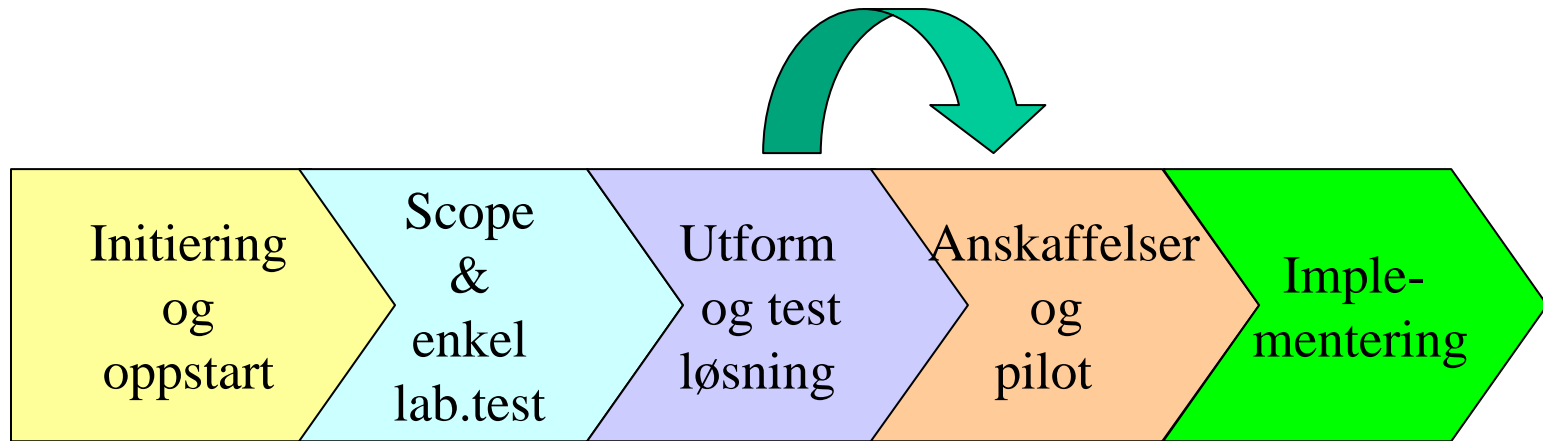 Initiering
og
oppstart
Scope
&
enkel
lab.test
Utform
og test
løsning
Anskaffelser
og
pilot
Imple-
mentering